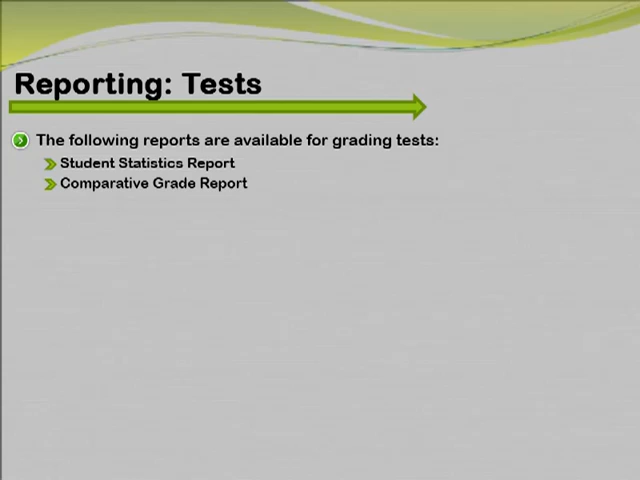 Reporting: Tests
The following reports are available for grading tests:
Student Statistics Report
Comparative Grade Report